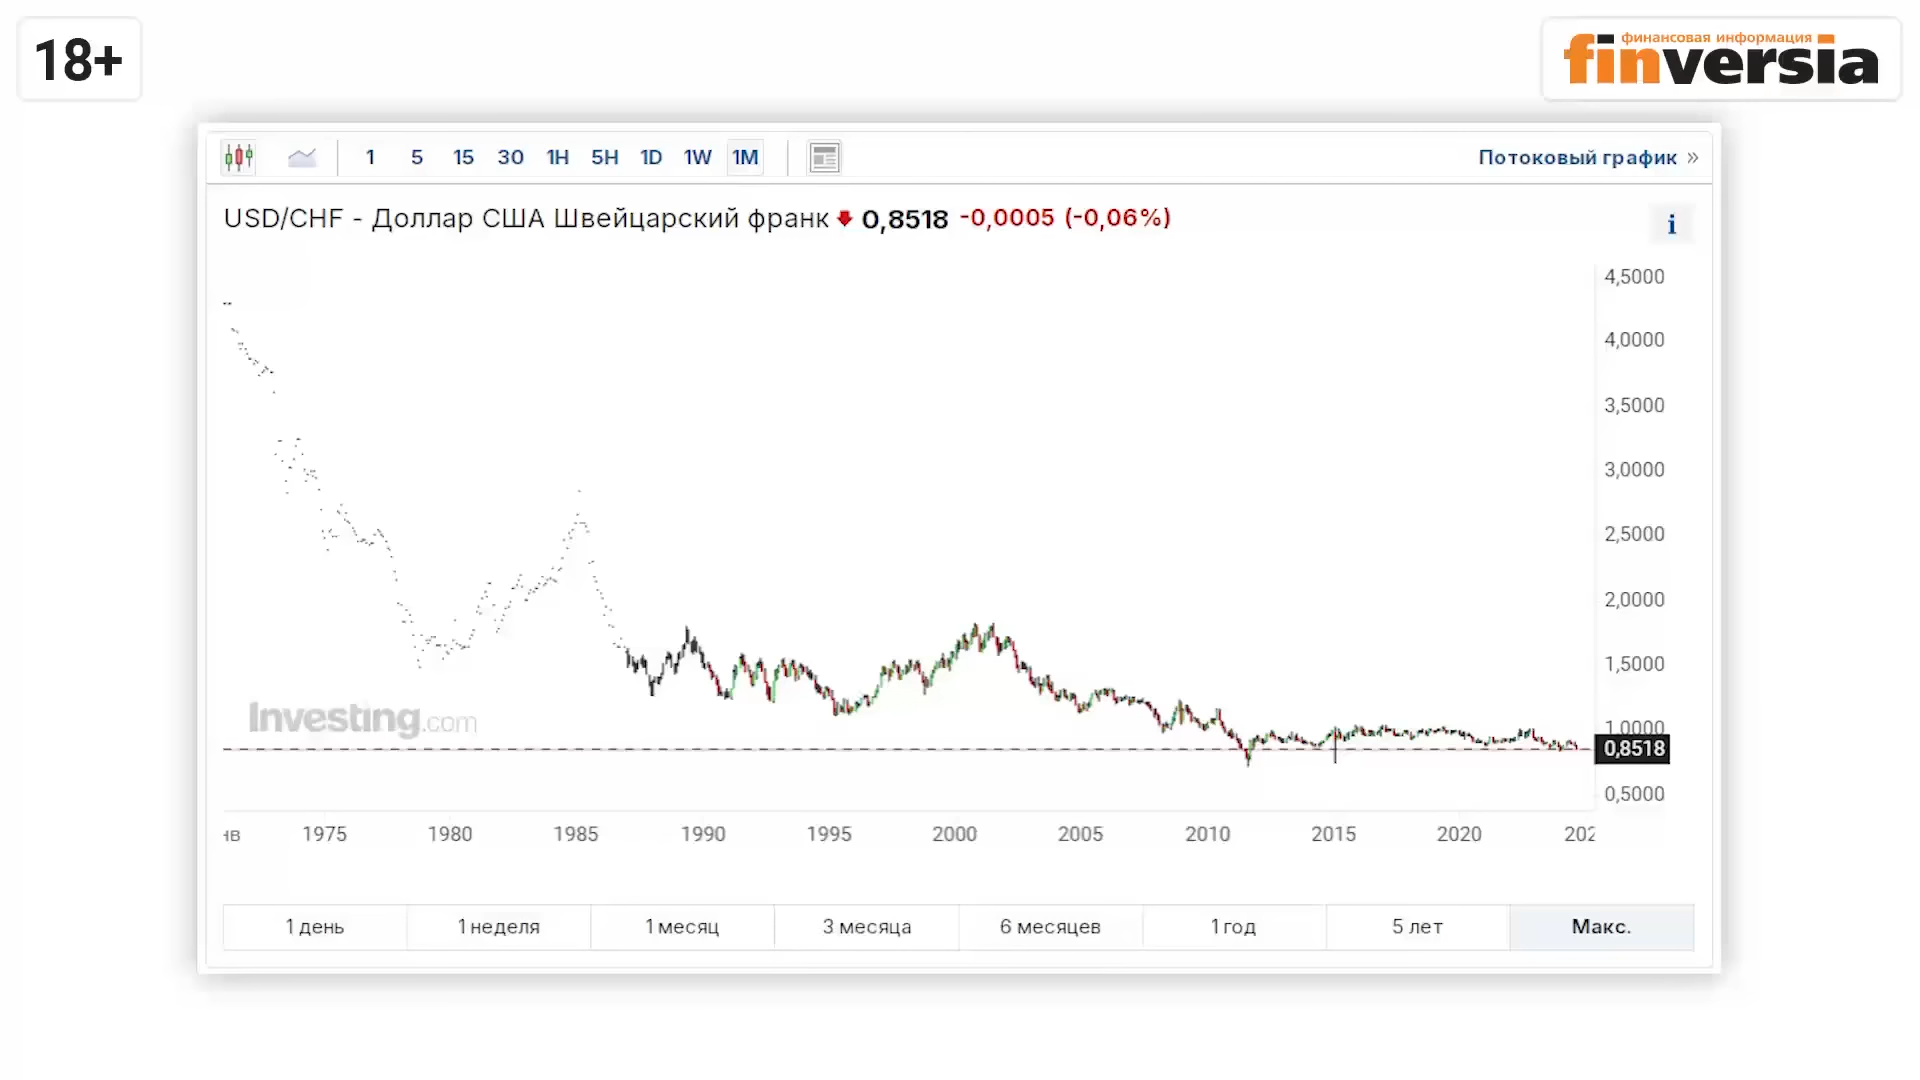 18+
финансовая информация
finversia
1 5 15 30 1H 5H 1D 1W 1M
Потоковый график »
USD/CHF - Доллар США Швейцарский франк 0,8518 -0,0005 (-0,06%)
i
4,5000
4,0000
3,5000
3,0000
2,5000
2,0000
1,5000
1,0000
0,8518
0,5000
Investing.com
нв 1975 1980 1985 1990 1995 2000 2005 2010 2015 2020 202
1 день 1 неделя 1 месяц 3 месяца 6 месяцев 1 год 5 лет Макс.